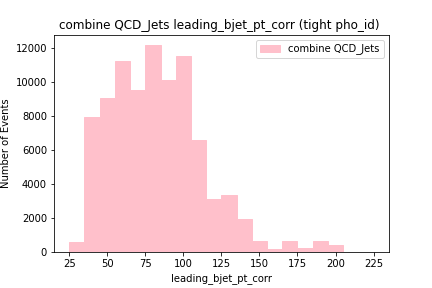 combine QCD_Jets leading_bjet_pt_corr (tight pho_id)
combine QCD_Jets
Number of Events
12000
10000
8000
6000
4000
2000
0
25 50 75 100 125 150 175 200 225
leading_bjet_pt_corr